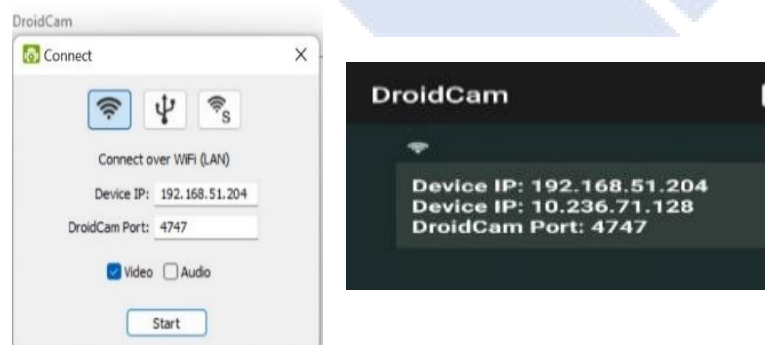 DroidCam
Connect
S
Connect over WiFi (LAN)
Device IP: 192.168.51.204
DroidCam Port: 4747
Video Audio
Start
DroidCam
Device IP: 192.168.51.204
Device IP: 10.236.71.128
DroidCam Port: 4747